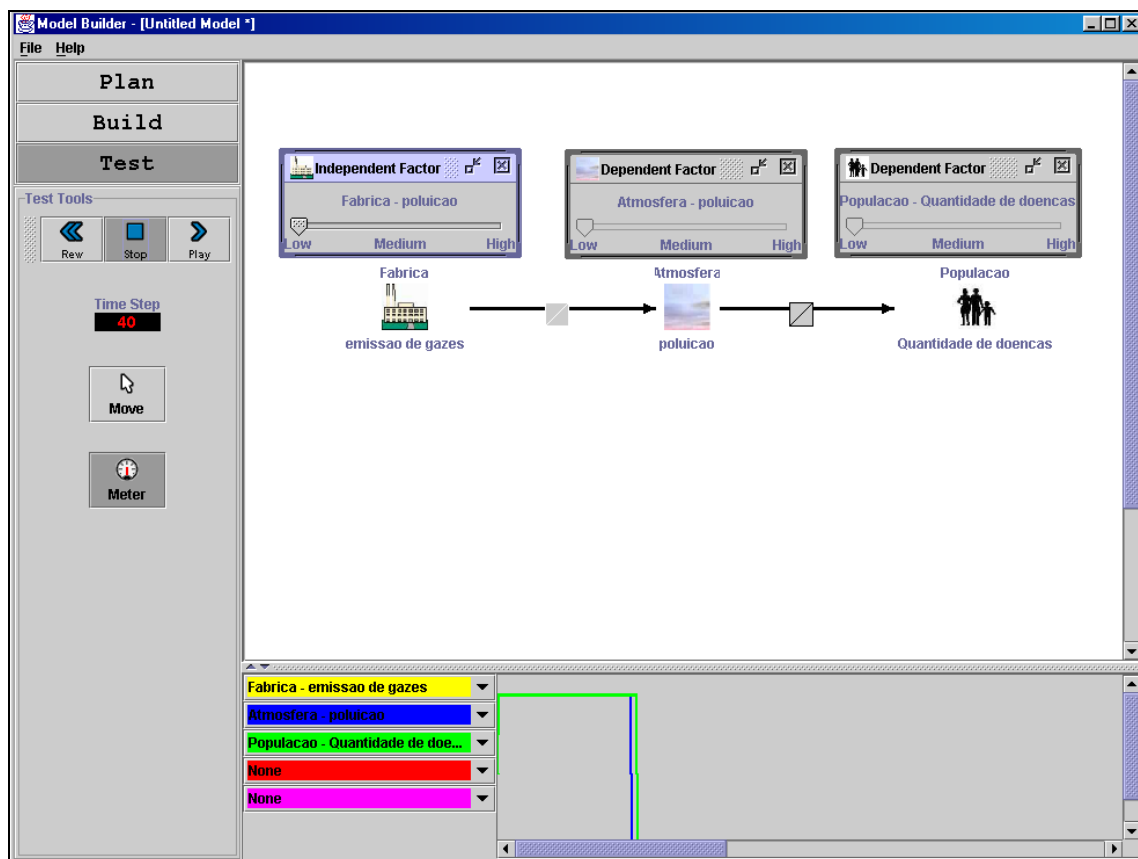 Model Builder - [Untitled Model *]
File Help
Plan
Build
Test
Test Tools
Rew Stop Play
Time Step
40
Move
Meter
Independent Factor
Fabrica - poluicao
Low Medium High
Dependent Factor
Atmosfera - poluicao
Low Medium High
Dependent Factor
Populacao - Quantidade de doencas
Low Medium High
Fabrica
emissao de gazes
Atmosfera
poluicao
Populacao
Quantidade de doencas
Fabrica - emissao de gazes
Atmosfera - poluicao
Populacao - Quantidade de doe...
None
None